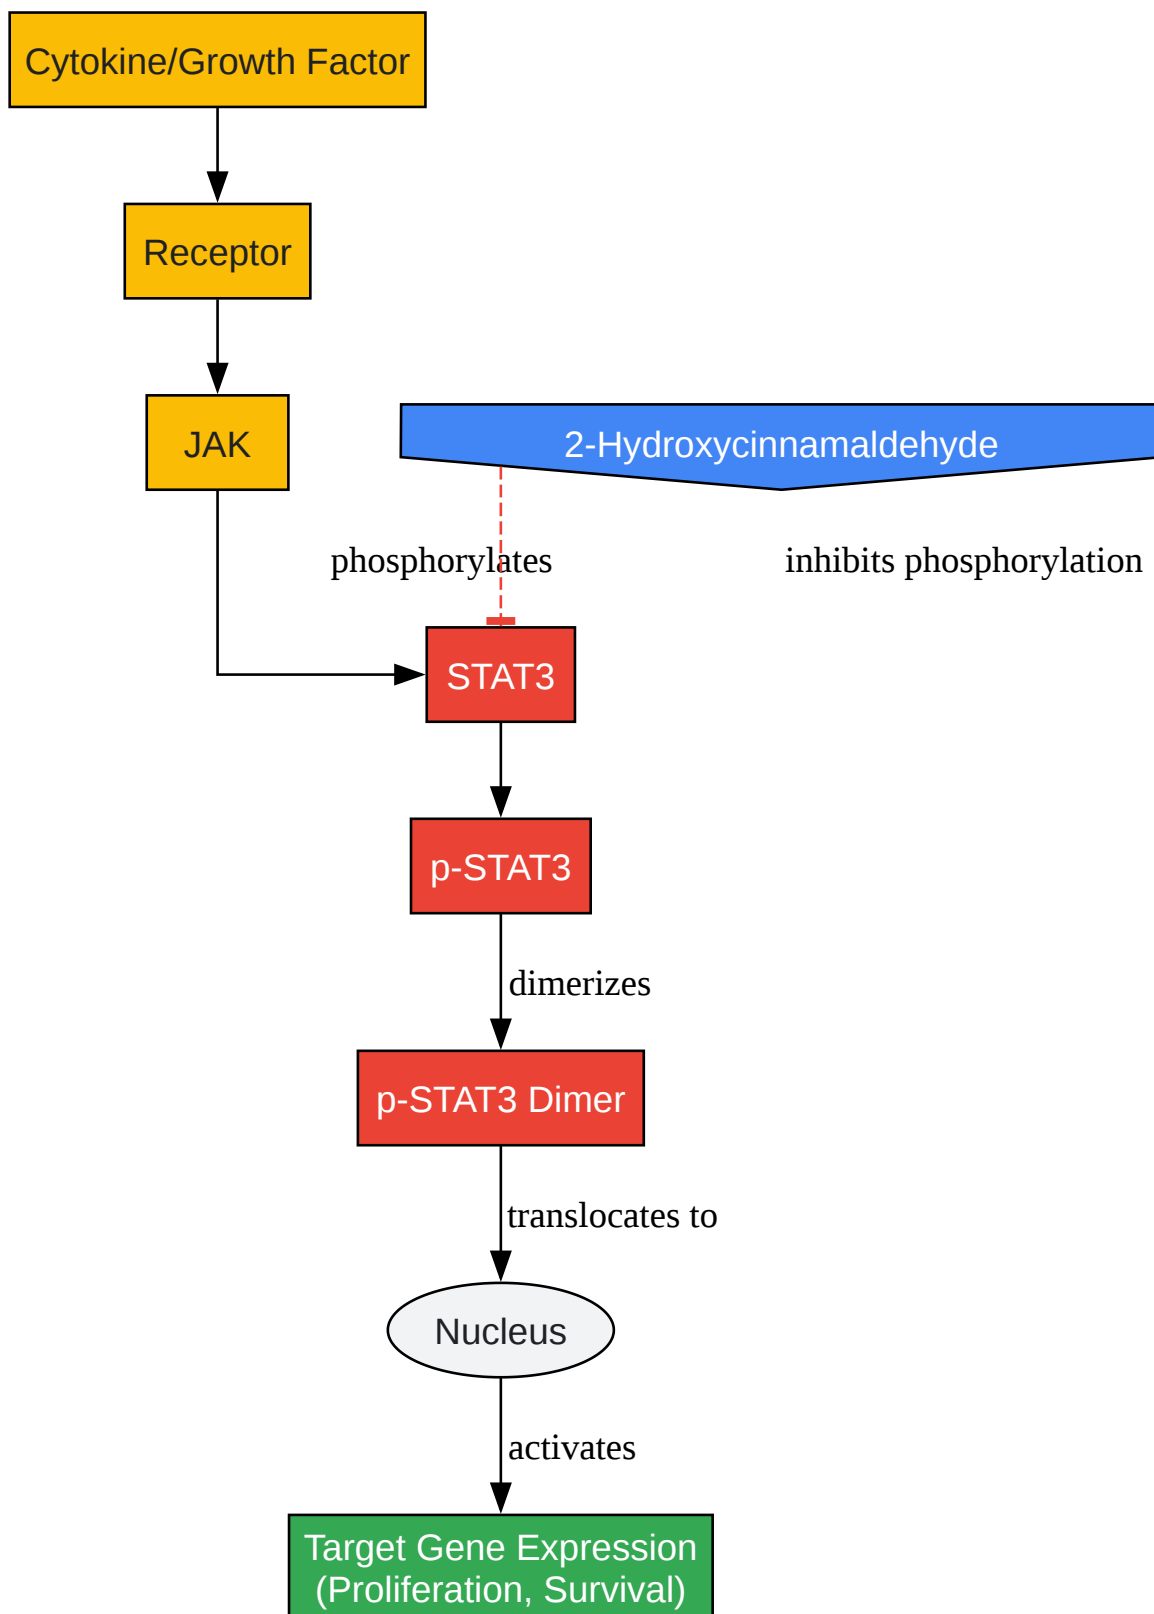 Cytokine/Growth Factor
Receptor
JAK
2-Hydroxycinnamaldehyde
phosphorylates
inhibits phosphorylation
STAT3
p-STAT3
dimerizes
p-STAT3 Dimer
translocates to
Nucleus
activates
Target Gene Expression
(Proliferation, Survival)